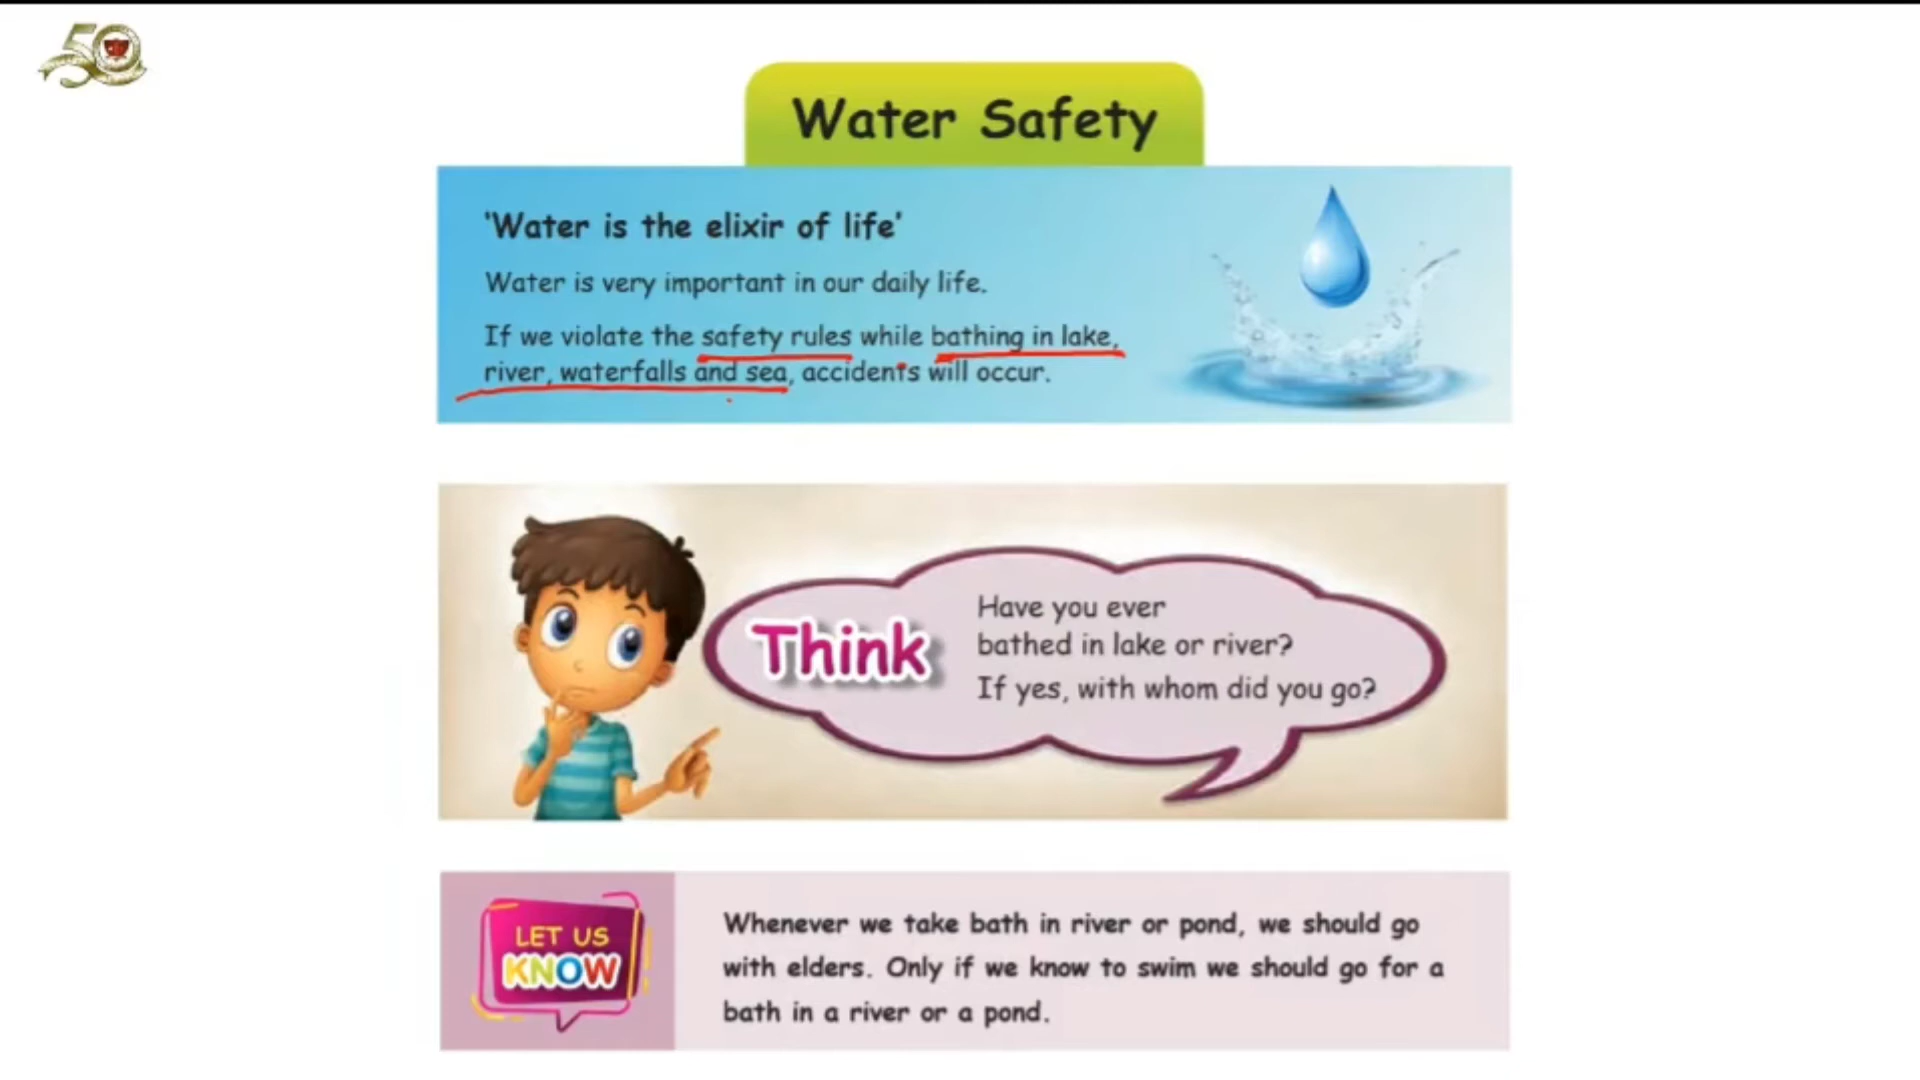 50
Water Safety
'Water is the elixir of life'
Water is very important in our daily life.
If we violate the safety rules while bathing in lake,
river, waterfalls and sea, accidents will occur.
Think
Have you ever
bathed in lake or river?
If yes, with whom did you go?
LET US
KNOW
Whenever we take bath in river or pond, we should go
with elders. Only if we know to swim we should go for a
bath in a river or a pond.